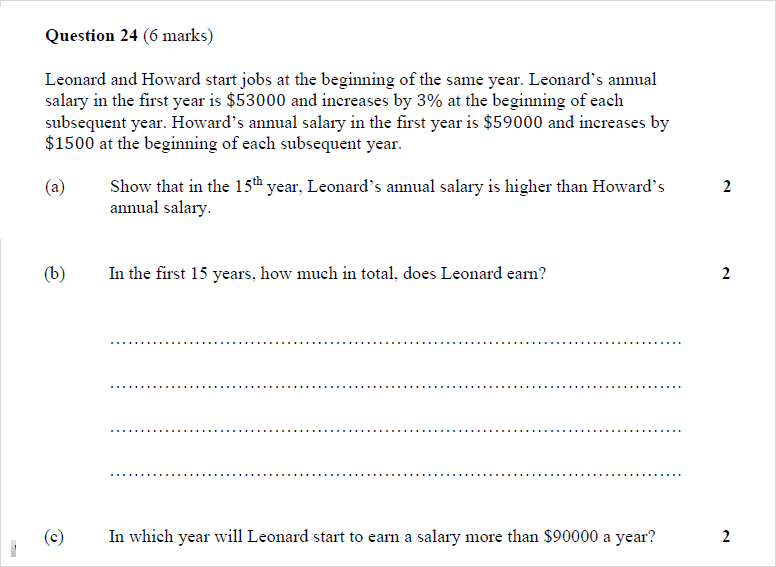 Question 24 (6 marks)
Leonard and Howard start jobs at the beginning of the same year. Leonard’s annual
salary in the first year is $53000 and increases by 3% at the beginning of each
subsequent year. Howard’s annual salary in the first year is $59000 and increases by
$1500 at the beginning of each subsequent year.
(a) Show that in the 15th year, Leonard’s annual salary is higher than Howard’s 2
annual salary.
(b) In the first 15 years, how much in total, does Leonard earn? 2
(c) In which year will Leonard start to earn a salary more than $90000 a year? 2